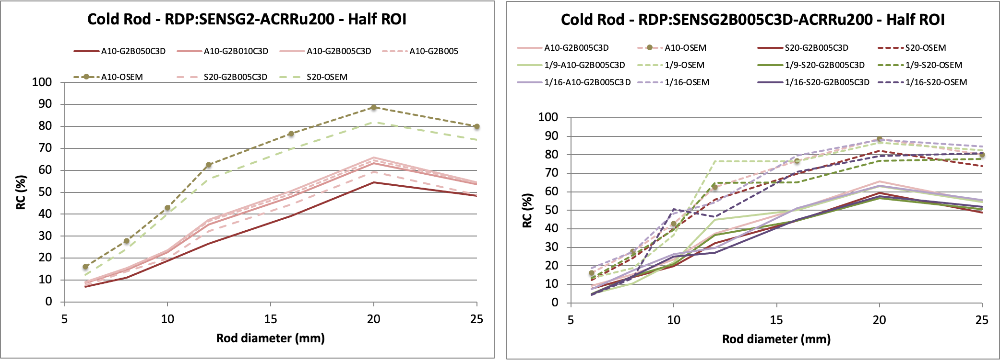 Cold Rod - RDP:SENSG2-ACRRu200 - Half ROI
A10-G2B050C3D A10-G2B010C3D A10-G2B005C3D A10-G2B005
A10-OSEM S20-G2B005C3D S20-OSEM
100
90
80
70
60
50
40
30
20
10
0
RC (%)
5 10 15 20 25
Rod diameter (mm)
Cold Rod - RDP:SENSG2B005C3D-ACRRu200 - Half ROI
A10-G2B005C3D A10-OSEM S20-G2B005C3D S20-OSEM
1/9-A10-G2B005C3D 1/9-OSEM 1/9-S20-G2B005C3D 1/9-S20-OSEM
1/16-A10-G2B005C3D 1/16-OSEM 1/16-S20-G2B005C3D 1/16-S20-OSEM
100
90
80
70
60
50
40
30
20
10
0
RC (%)
5 10 15 20 25
Rod diameter (mm)